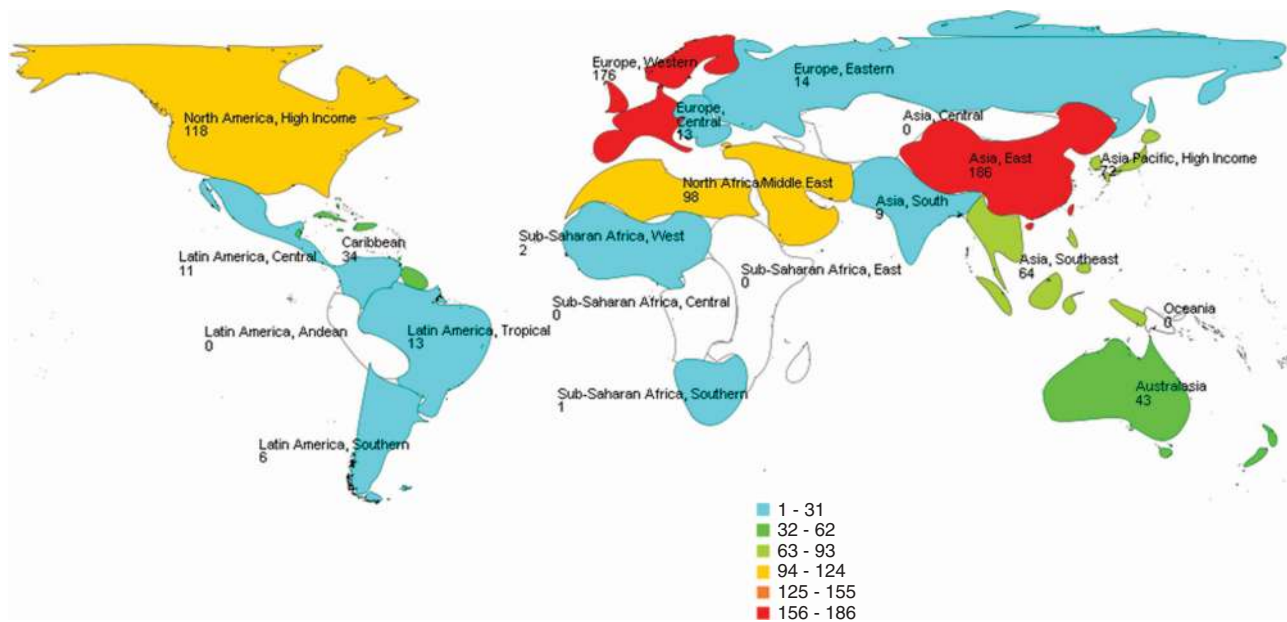 Europe, Western
176
Europe, Eastern
14
North America, High Income
118
Europe,
Central
13
Asia, Central
0
Asia, East
186
Asia Pacific, High Income
72
North Africa/Middle East
98
Asia, South
9
Caribbean
34
Latin America, Central
11
Sub-Saharan Africa, West
2
Sub-Saharan Africa, East
0
Asia, Southeast
64
Sub-Saharan Africa, Central
0
Oceania
0
Latin America, Andean
0
Latin America, Tropical
13
Sub-Saharan Africa, Southern
1
Australasia
43
Latin America, Southern
6
1 - 31
32 - 62
63 - 93
94 - 124
125 - 155
156 - 186